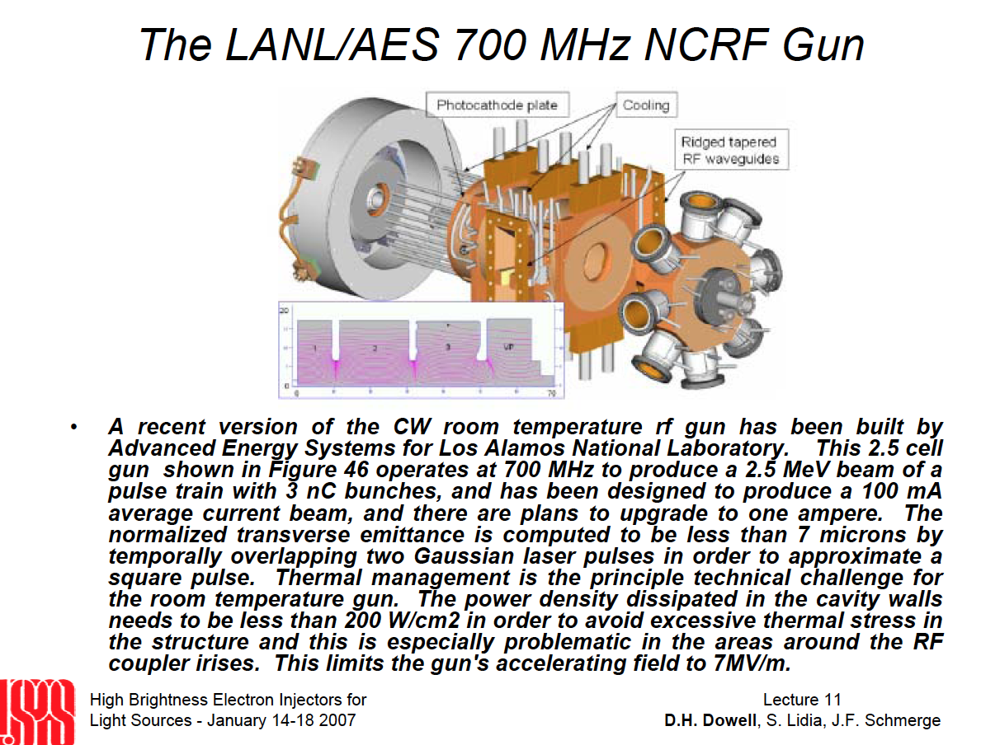 The LANL/AES 700 MHz NCRF Gun
Photocathode plate
Cooling
Ridged tapered
RF waveguides
20
1
2
3
VP
0
0
70
• A recent version of the CW room temperature rf gun has been built by
Advanced Energy Systems for Los Alamos National Laboratory. This 2.5 cell
gun shown in Figure 46 operates at 700 MHz to produce a 2.5 MeV beam of a
pulse train with 3 nC bunches, and has been designed to produce a 100 mA
average current beam, and there are plans to upgrade to one ampere. The
normalized transverse emittance is computed to be less than 7 microns by
temporally overlapping two Gaussian laser pulses in order to approximate a
square pulse. Thermal management is the principle technical challenge for
the room temperature gun. The power density dissipated in the cavity walls
needs to be less than 200 W/cm2 in order to avoid excessive thermal stress in
the structure and this is especially problematic in the areas around the RF
coupler irises. This limits the gun's accelerating field to 7MV/m.
High Brightness Electron Injectors for
Light Sources - January 14-18 2007
Lecture 11
D.H. Dowell, S. Lidia, J.F. Schmerge